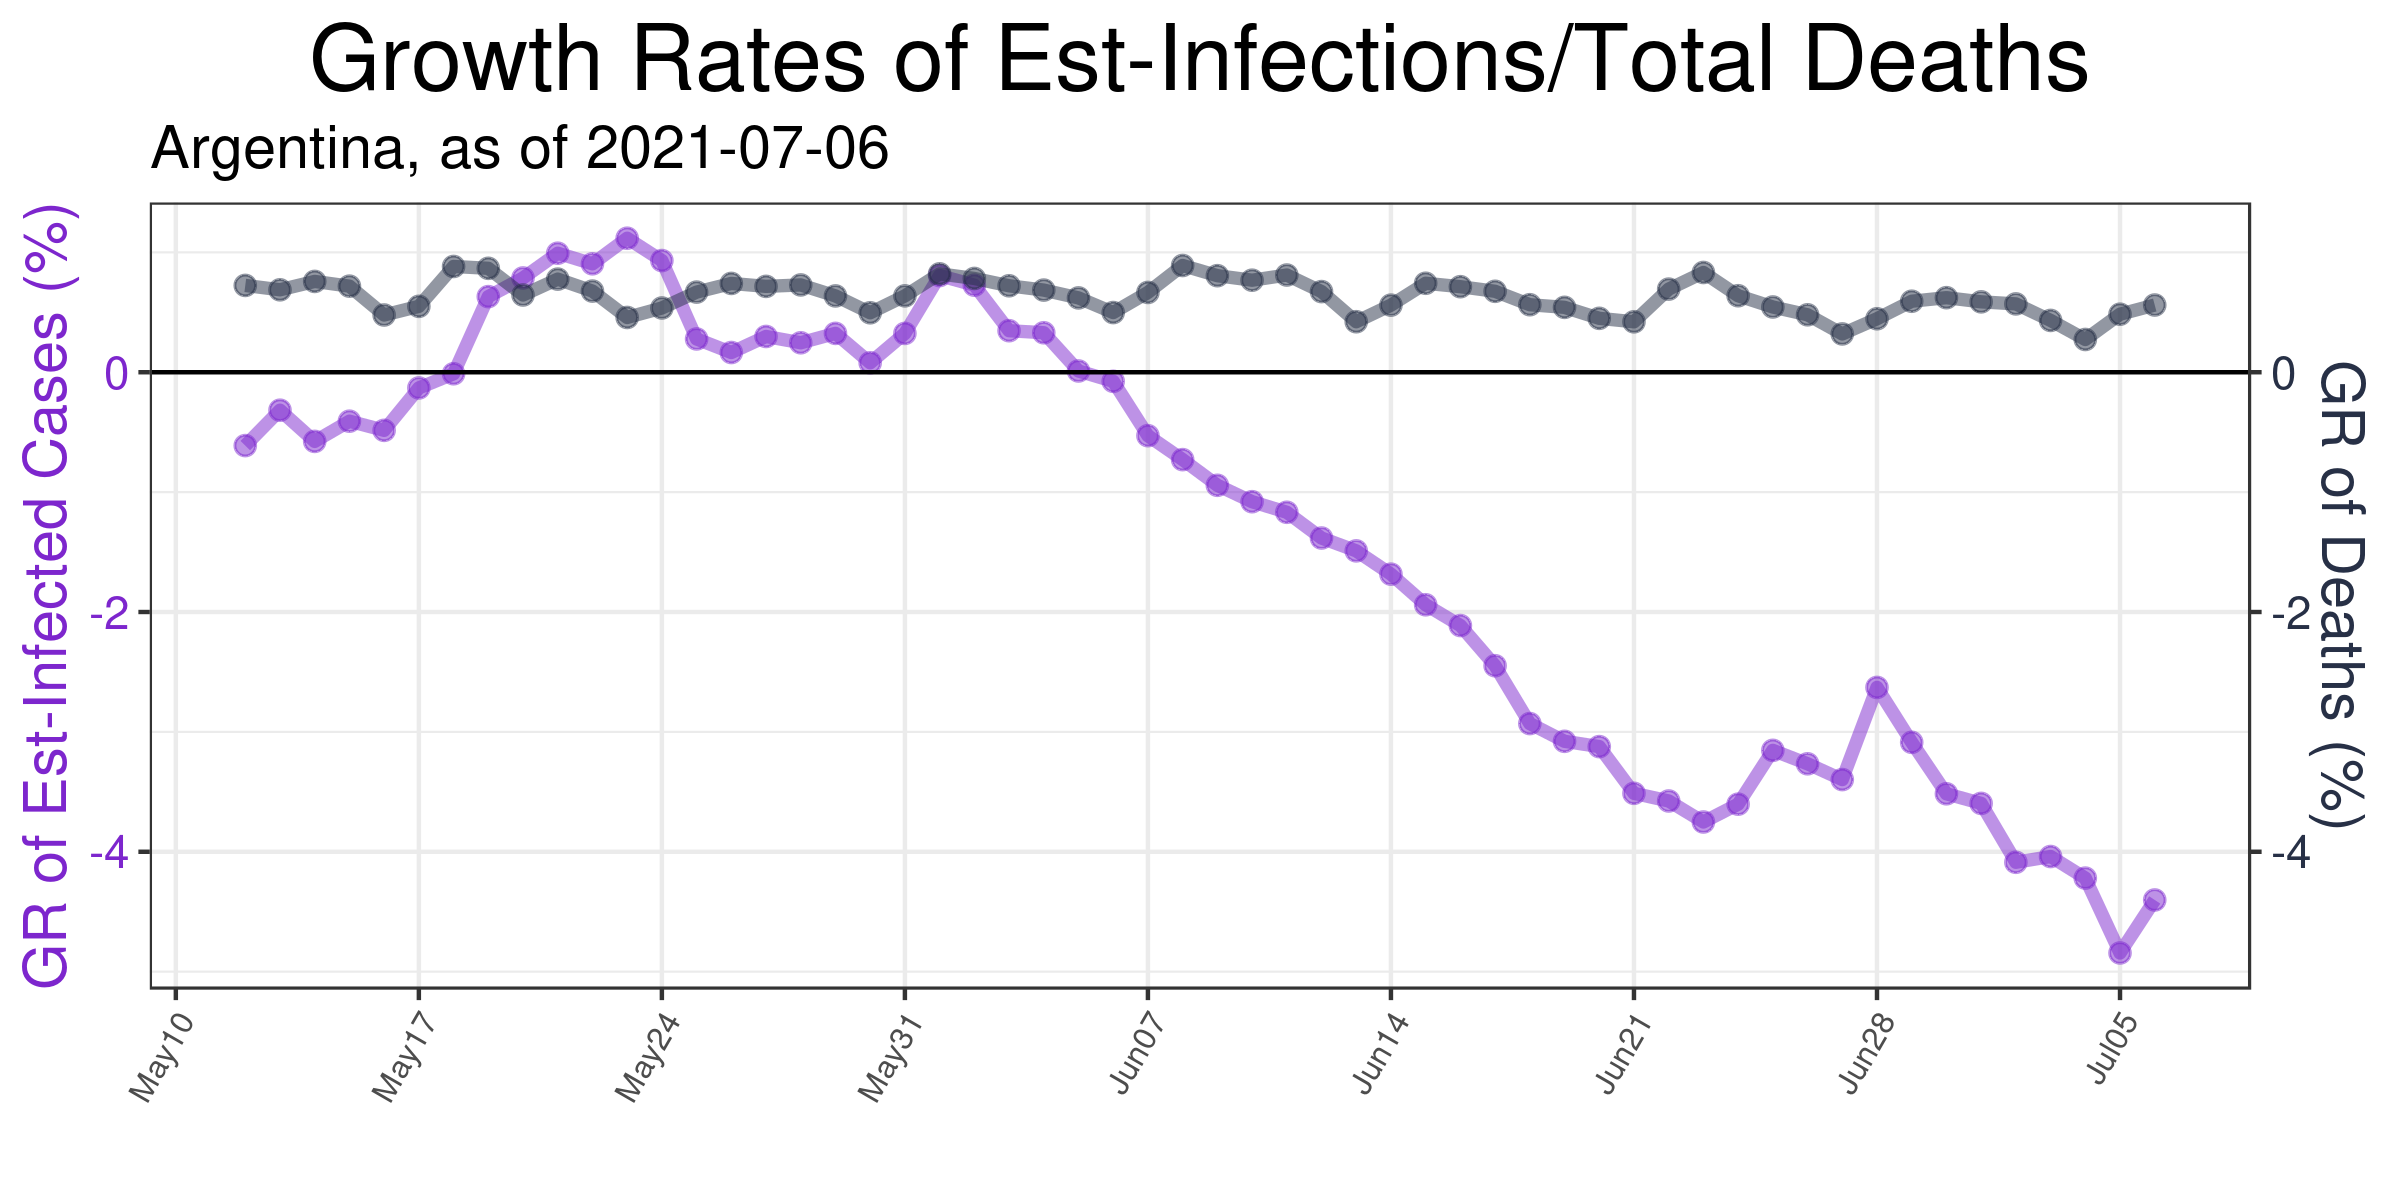 Growth Rates of Est-Infections/Total Deaths
Argentina, as of 2021-07-06
GR of Est-Infected Cases (%)
0
-2
-4
0
-2
-4
GR of Deaths (%)
May10
May17
May24
May31
Jun07
Jun14
Jun21
Jun28
Jul05